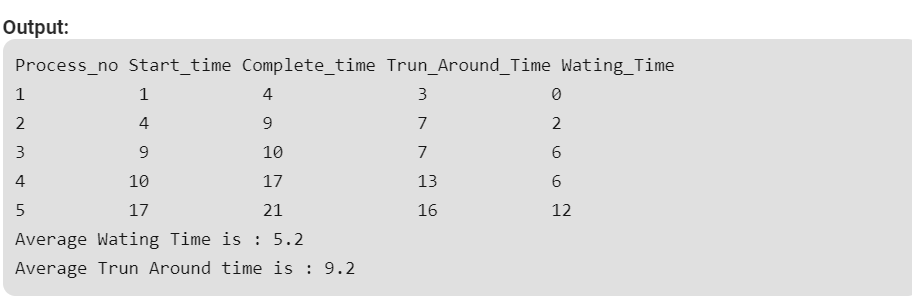 Output:
Process_no Start_time Complete_time Trun_Around_Time Wating_Time
1 1 4 3 0
2 4 9 7 2
3 9 10 7 6
4 10 17 13 6
5 17 21 16 12
Average Wating Time is : 5.2
Average Trun Around time is : 9.2